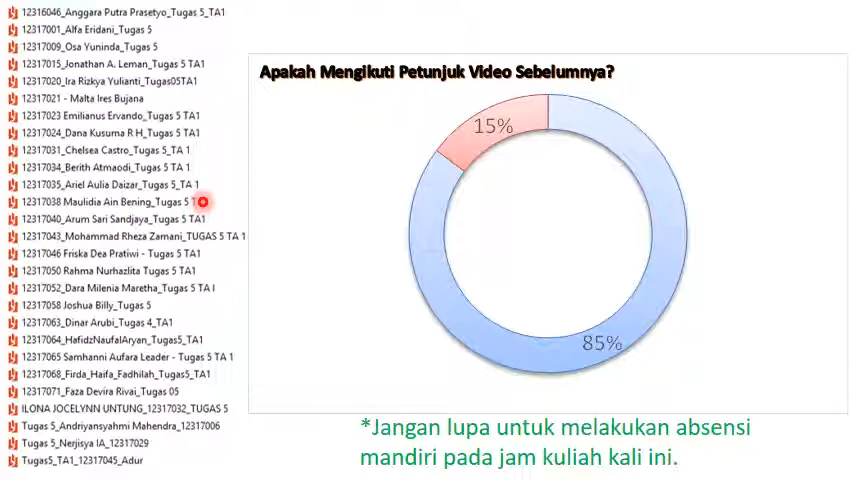 12316046_Anggara Putra Prasetyo_Tugas 5_TA1
12317001_Alfa Eridani_Tugas 5
12317009_Osa Yuninda_Tugas 5
12317015_Jonathan A. Leman_Tugas 5 TA1
12317020_Ira Rizkya Yulianti_Tugas05TA1
12317021 - Malta Ires Bujana
12317023 Emilianus Ervando_Tugas 5 TA1
12317024_Dana Kusuma R H_Tugas 5 TA1
12317031_Chelsea Castro_Tugas 5_TA 1
12317034_Berith Atmaodi_Tugas 5 TA 1
12317035_Ariel Aulia Daizar_Tugas 5_TA 1
12317038 Maulidia Ain Bening_Tugas 5
12317040_Arum Sari Sandjaya_Tugas 5 TA1
12317043_Mohammad Rheza Zamani_TUGAS 5 TA 1
12317046 Friska Dea Pratiwi - Tugas 5 TA1
12317050 Rahma Nurhazlita Tugas 5 TA1
12317052_Dara Milenia Maretha_Tugas 5 TA I
12317058 Joshua Billy_Tugas 5
12317063_Dinar Arubi_Tugas 4_TA1
12317064_HafidzNaufalAryan_Tugas5_TA1
12317065 Samhanni Aufara Leader - Tugas 5 TA 1
12317068_Firda_Haifa_Fadhilah_Tugas5_TA1
12317071_Faza Devira Rivai_Tugas 05
ILONA JOCELYNN UNTUNG_12317032_TUGAS 5
Tugas 5_Andriyansyahmi Mahendra_12317006
Tugas 5_Nerjisya IA_12317029
Tugas5_TA1_12317045_Adur
Apakah Mengikuti Petunjuk Video Sebelumnya?
15%
85%
*Jangan lupa untuk melakukan absensi
mandiri pada jam kuliah kali ini.